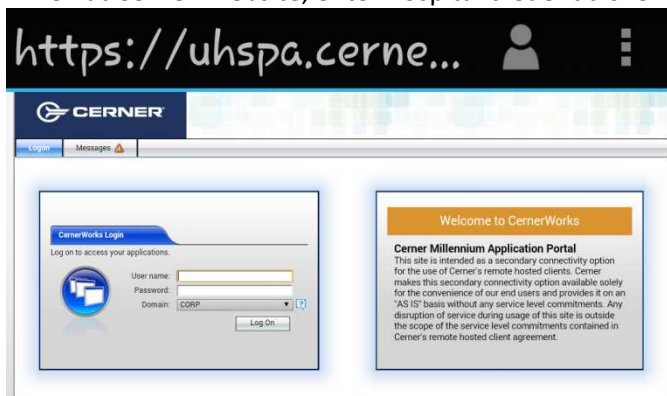 https://uhspa.cerne...
CERNER
Logon Messages
CernerWorks Login
Log on to access your applications.
User name:
Password:
Domain: CORP
Log On
Welcome to CernerWorks
Cerner Millennium Application Portal
This site is intended as a secondary connectivity option
for the use of Cerner's remote hosted clients. Cerner
makes this secondary connectivity option available solely
for the convenience of our end users and provides it on an
"AS IS" basis without any service level commitments. Any
disruption of service during usage of this site is outside
the scope of the service level commitments contained in
Cerner's remote hosted client agreement.